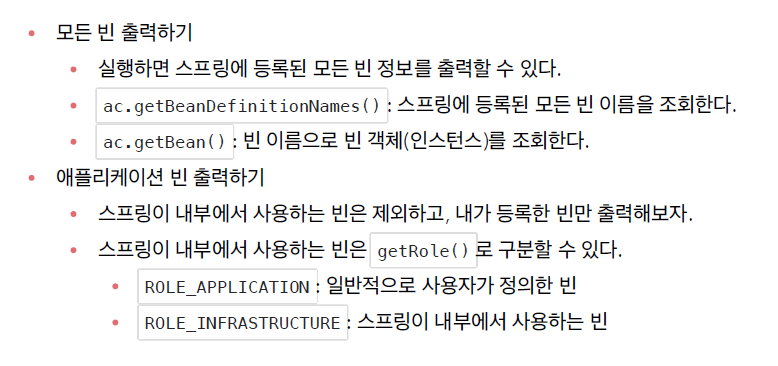 모든 빈 출력하기
실행하면 스프링에 등록된 모든 빈 정보를 출력할 수 있다.
ac.getBeanDefinitionNames() : 스프링에 등록된 모든 빈 이름을 조회한다.
ac.getBean() : 빈 이름으로 빈 객체(인스턴스)를 조회한다.
애플리케이션 빈 출력하기
스프링이 내부에서 사용하는 빈은 제외하고, 내가 등록한 빈만 출력해보자.
스프링이 내부에서 사용하는 빈은 getRole() 로 구분할 수 있다.
ROLE_APPLICATION : 일반적으로 사용자가 정의한 빈
ROLE_INFRASTRUCTURE : 스프링이 내부에서 사용하는 빈